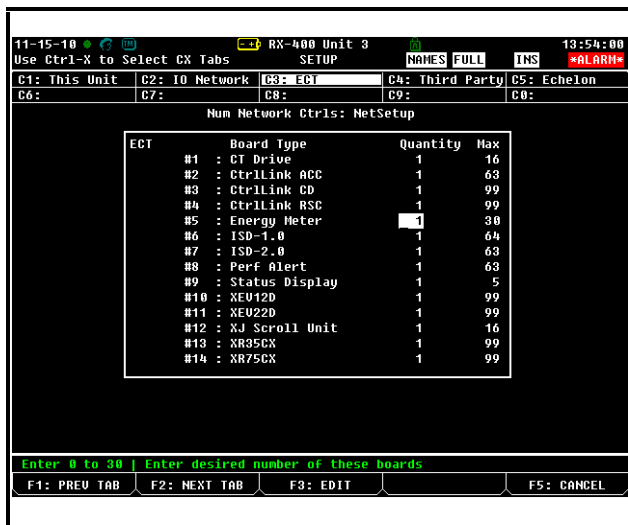 11-15-10 RX-400 Unit 3 13:54:00
Use Ctrl-X to Select CX Tabs SETUP NAMES FULL INS *ALARM*
C1: This Unit C2: IO Network C3: ECT C4: Third Party C5: Echelon
C6: C7: C8: C9: C0:
Num Network Ctrls: NetSetup
ECT Board Type Quantity Max
#1 : CT Drive 1 16
#2 : CtrlLink ACC 1 63
#3 : CtrlLink CD 1 99
#4 : CtrlLink RSC 1 99
#5 : Energy Meter 1 30
#6 : ISD-1.0 1 64
#7 : ISD-2.0 1 63
#8 : Perf Alert 1 63
#9 : Status Display 1 5
#10 : XEV12D 1 99
#11 : XEV22D 1 99
#12 : XJ Scroll Unit 1 16
#13 : XR35CX 1 99
#14 : XR75CX 1 99
Enter 0 to 30 | Enter desired number of these boards
F1: PREV TAB F2: NEXT TAB F3: EDIT F5: CANCEL